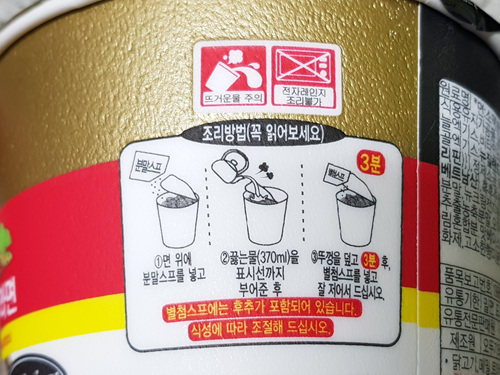 뜨거운물 주의
전자레인지
조리불가
조리방법(꼭 읽어보세요)
분말스프
별첨스프
3분
①면 위에
분말스프를 넣고
②끓는물(370ml)을
표시선까지
부어준 후
③뚜껑을 덮고 3분 후,
별첨스프를 넣고
잘 저어서 드십시오
별첨스프에는 후추가 포함되어 있습니다.
식성에 따라 조절해 드십시오.
면
제조원